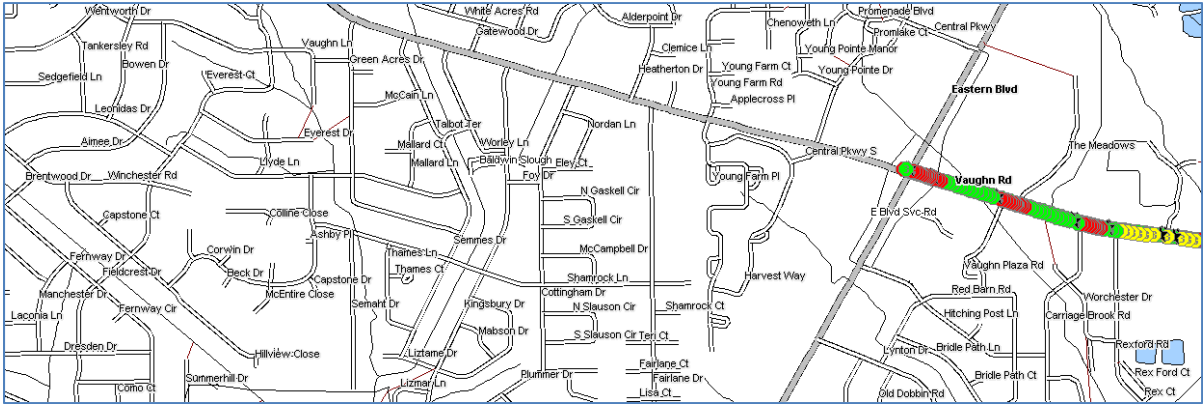 Wentworth Dr
White Acres Rd
Alderpoint Dr
Promenade Blvd
Chenoweth Ln
Central Pkwy
Gatewood Dr
Promlake Ct
Tankersley Rd
Vaughn Ln
Clemice Ln
Young Pointe Manor
Bowen Dr
Green Acres Dr
Young Farm Ct
Heatherton Dr
Young Pointe Dr
Sedgefield Ln
Everest Ct
Young Farm Rd
Eastern Blvd
McCain Ln
Applecross Pl
Leonidas Dr
Talbot Ter
Nordan Ln
Everest Dr
Aimee Dr
Mallard Ct
Worley Ln
Central Pkwy S
The Meadows
Llyde Ln
Mallard Ln
Baldwin Slough
Eley Ct
Brentwood Dr
Winchester Rd
Foy Dr
Young Farm Pl
Vaughn Rd
N Gaskell Cir
Capstone Ct
Colline Close
S Gaskell Cir
E Blvd Svc Rd
Ashby Pl
Semmes Dr
Corwin Dr
Thames Ln
McCampbell Dr
Fernway Dr
Fieldcrest Dr
Beck Dr
Thames Ct
Vaughn Plaza Rd
Capstone Dr
Shamrock Ln
Harvest Way
Manchester Dr
McEntire Close
Cottingham Dr
Red Barn Rd
Worchester Dr
Fernway Cir
Semaht Dr
Kingsbury Dr
N Slauson Cir
Shamrock Ct
Laconia Ln
Hitching Post Ln
Carriage Brook Rd
Mabson Dr
S Slauson Cir
Teri Ct
Dresden Dr
Hillview Close
Liztame Dr
Lynton Dr
Bridle Path Ln
Rexford Rd
Fairlane Ct
Como Ct
Summerhill Dr
Lizmar Ln
Plummer Dr
Fairlane Dr
Bridle Path Ct
Rex Ford Ct
Lisa Ct
Old Dobbin Rd
Rex Ct